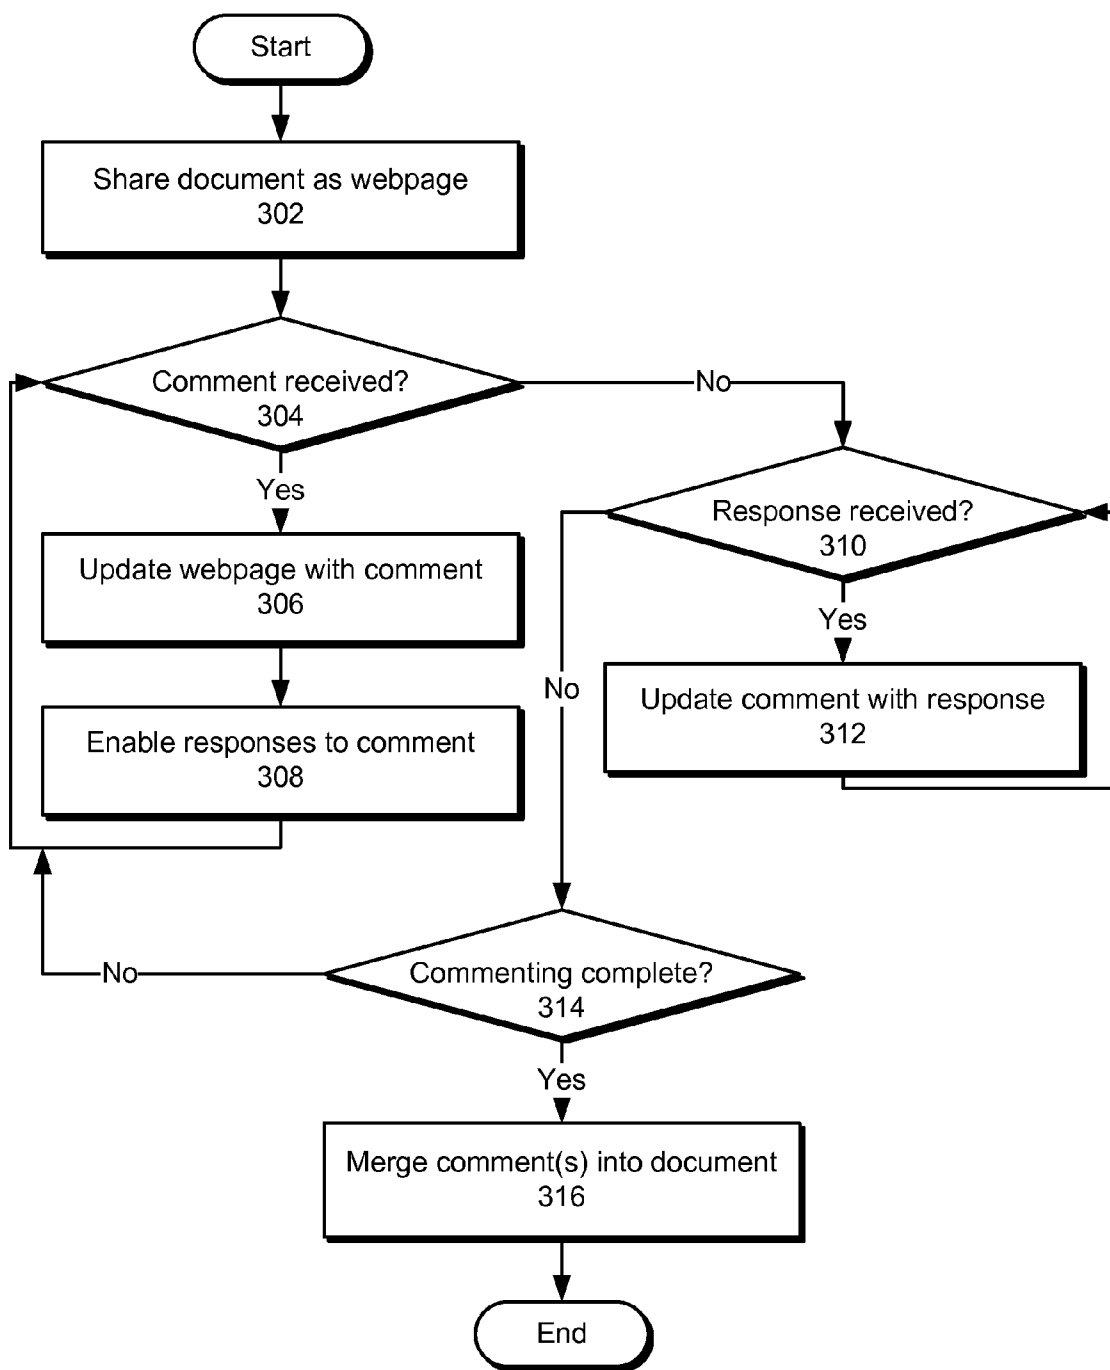 Start
Share document as webpage
302
Comment received?
304
No
Yes
Response received?
310
Update webpage with comment
306
Yes
No
Update comment with response
312
Enable responses to comment
308
No
Commenting complete?
314
Yes
Merge comment(s) into document
316
End